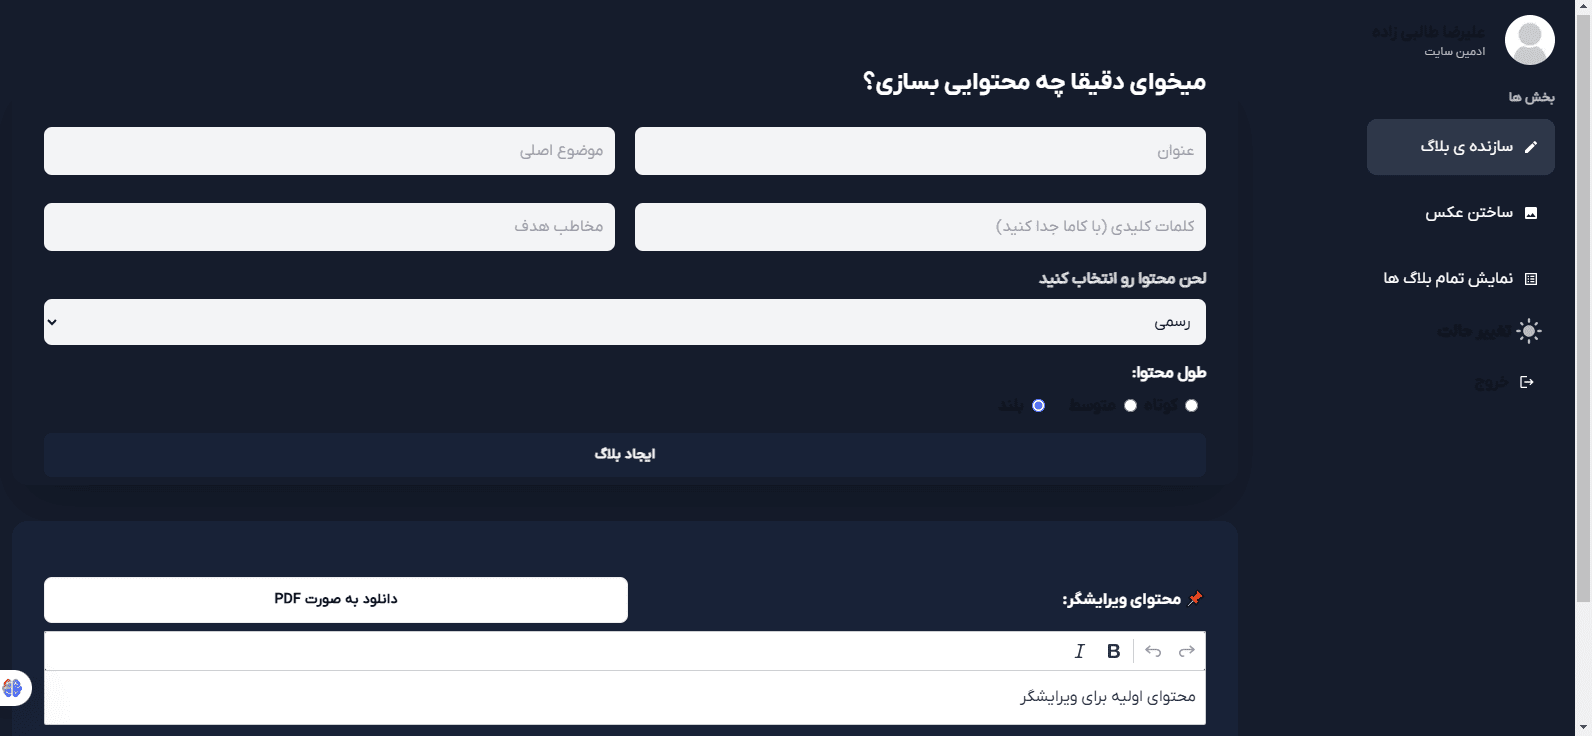 علیرضا طالبی زاده
ادمین سایت
بخش ها
سازنده ی بلاگ
ساختن عکس
نمایش تمام بلاگ ها
تغییر حالت
خروج
میخوای دقیقا چه محتوایی بسازی؟
عنوان
موضوع اصلی
کلمات کلیدی (با کاما جدا کنید)
مخاطب هدف
لحن محتوا رو انتخاب کنید
رسمی
طول محتوا:
کوتاه متوسط بلند
ایجاد بلاگ
محتوای ویرایشگر:
دانلود به صورت PDF
B I
محتوای اولیه برای ویرایشگر